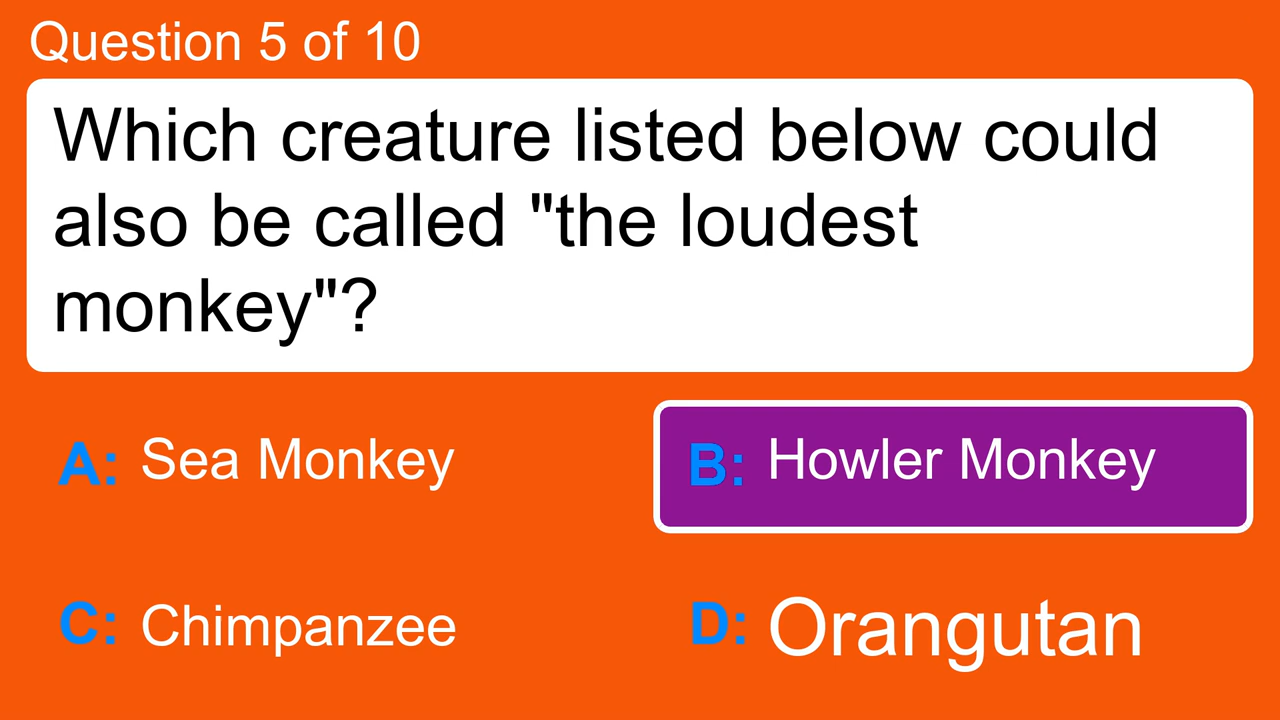 Question 5 of 10
Which creature listed below could
also be called "the loudest
monkey"?
A: Sea Monkey
B: Howler Monkey
C: Chimpanzee
D: Orangutan